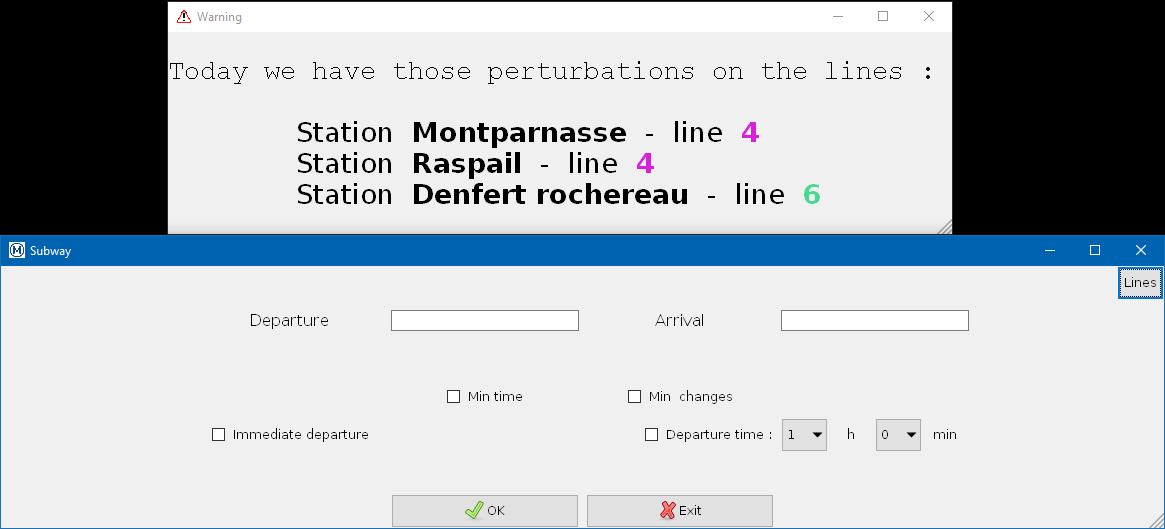 Warning
Today we have those perturbations on the lines :
Station Montparnasse - line 4
Station Raspail - line 4
Station Denfert rochereau - line 6
Subway
Lines
Departure
Arrival
Min time
Min changes
Immediate departure
Departure time : 1 h 0 min
OK
Exit